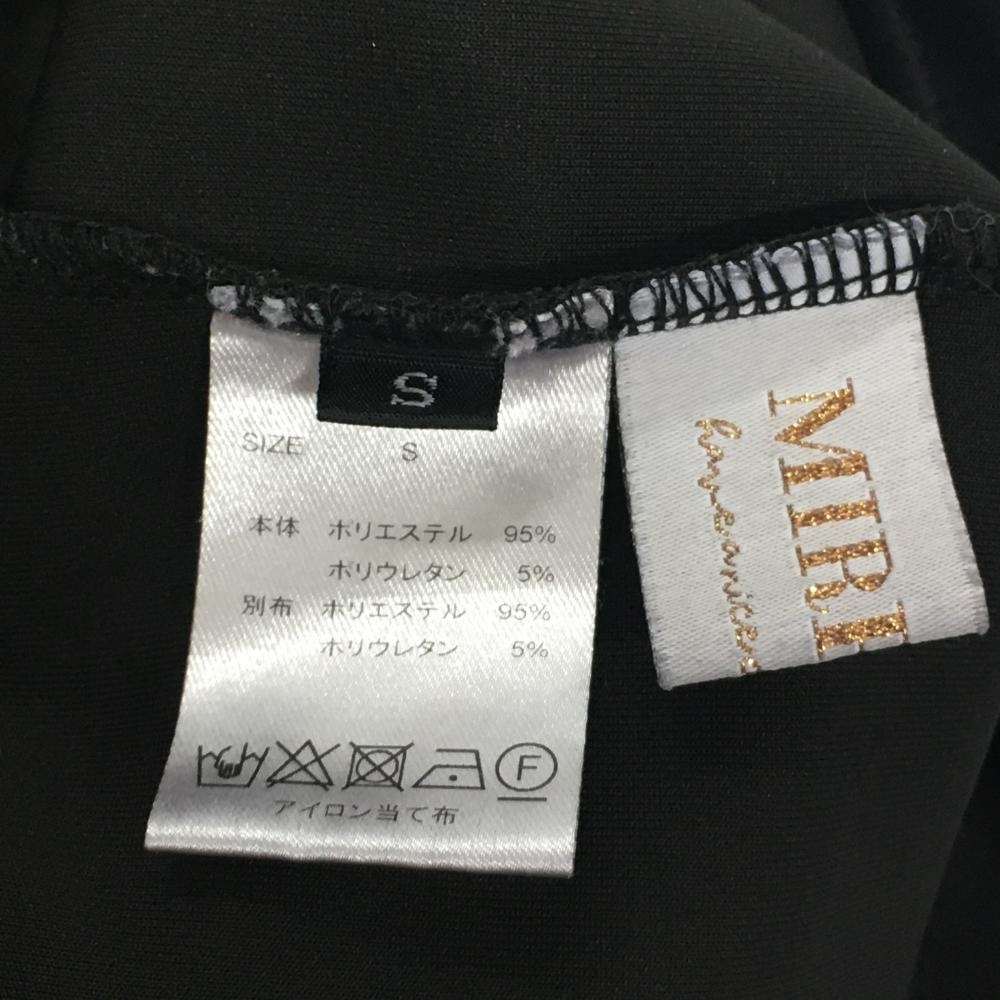 S
SIZE S
本体 ポリエステル 95%
ポリウレタン 5%
別布 ポリエステル 95%
ポリウレタン 5%
F
アイロン当て布